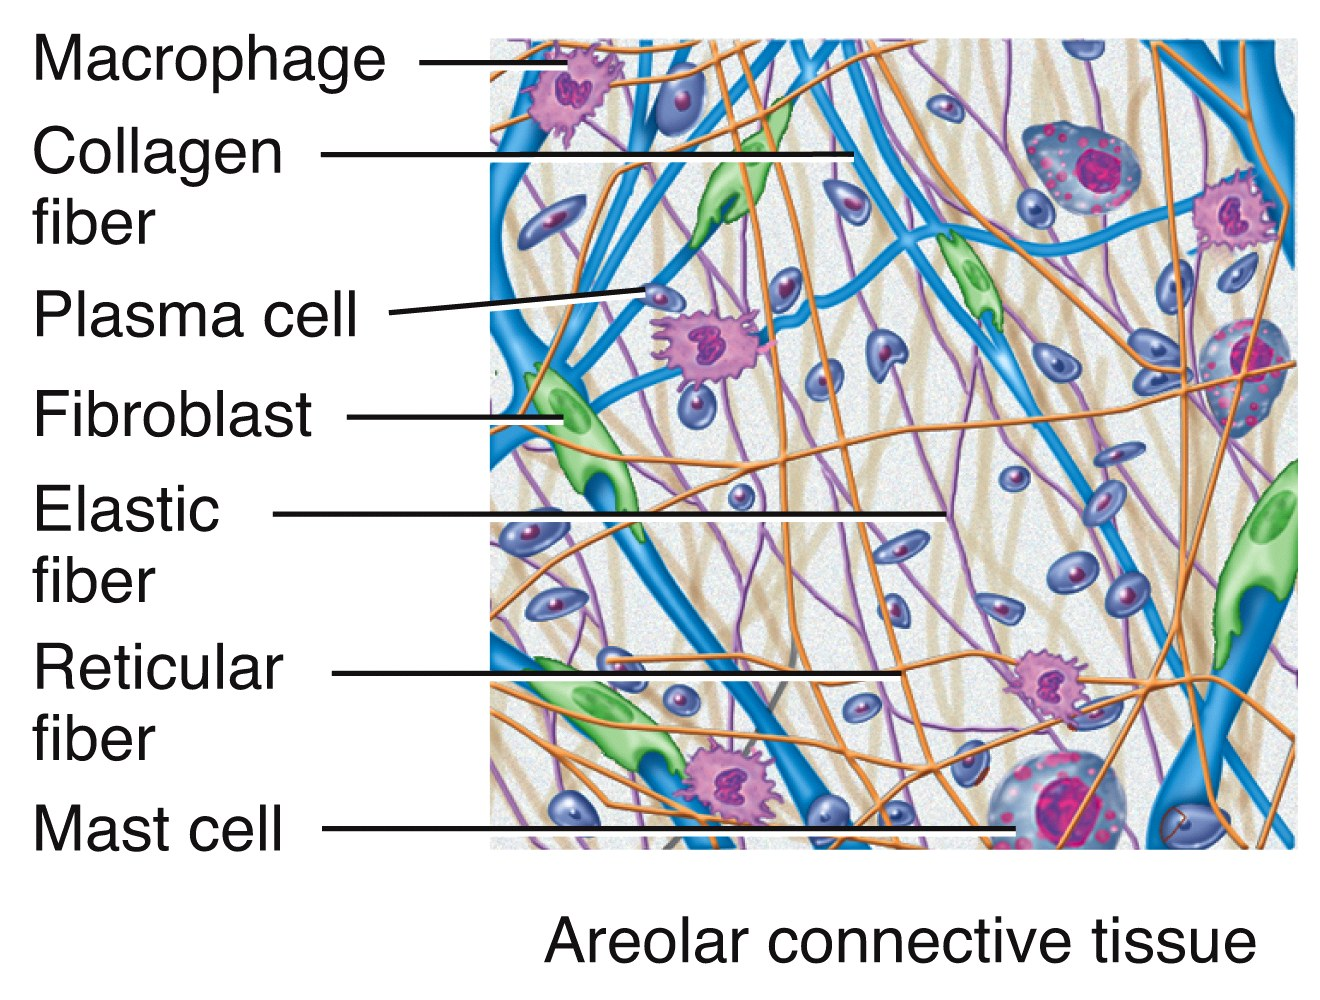 Macrophage
Collagen
fiber
Plasma cell
Fibroblast
Elastic
fiber
Reticular
fiber
Mast cell
Areolar connective tissue